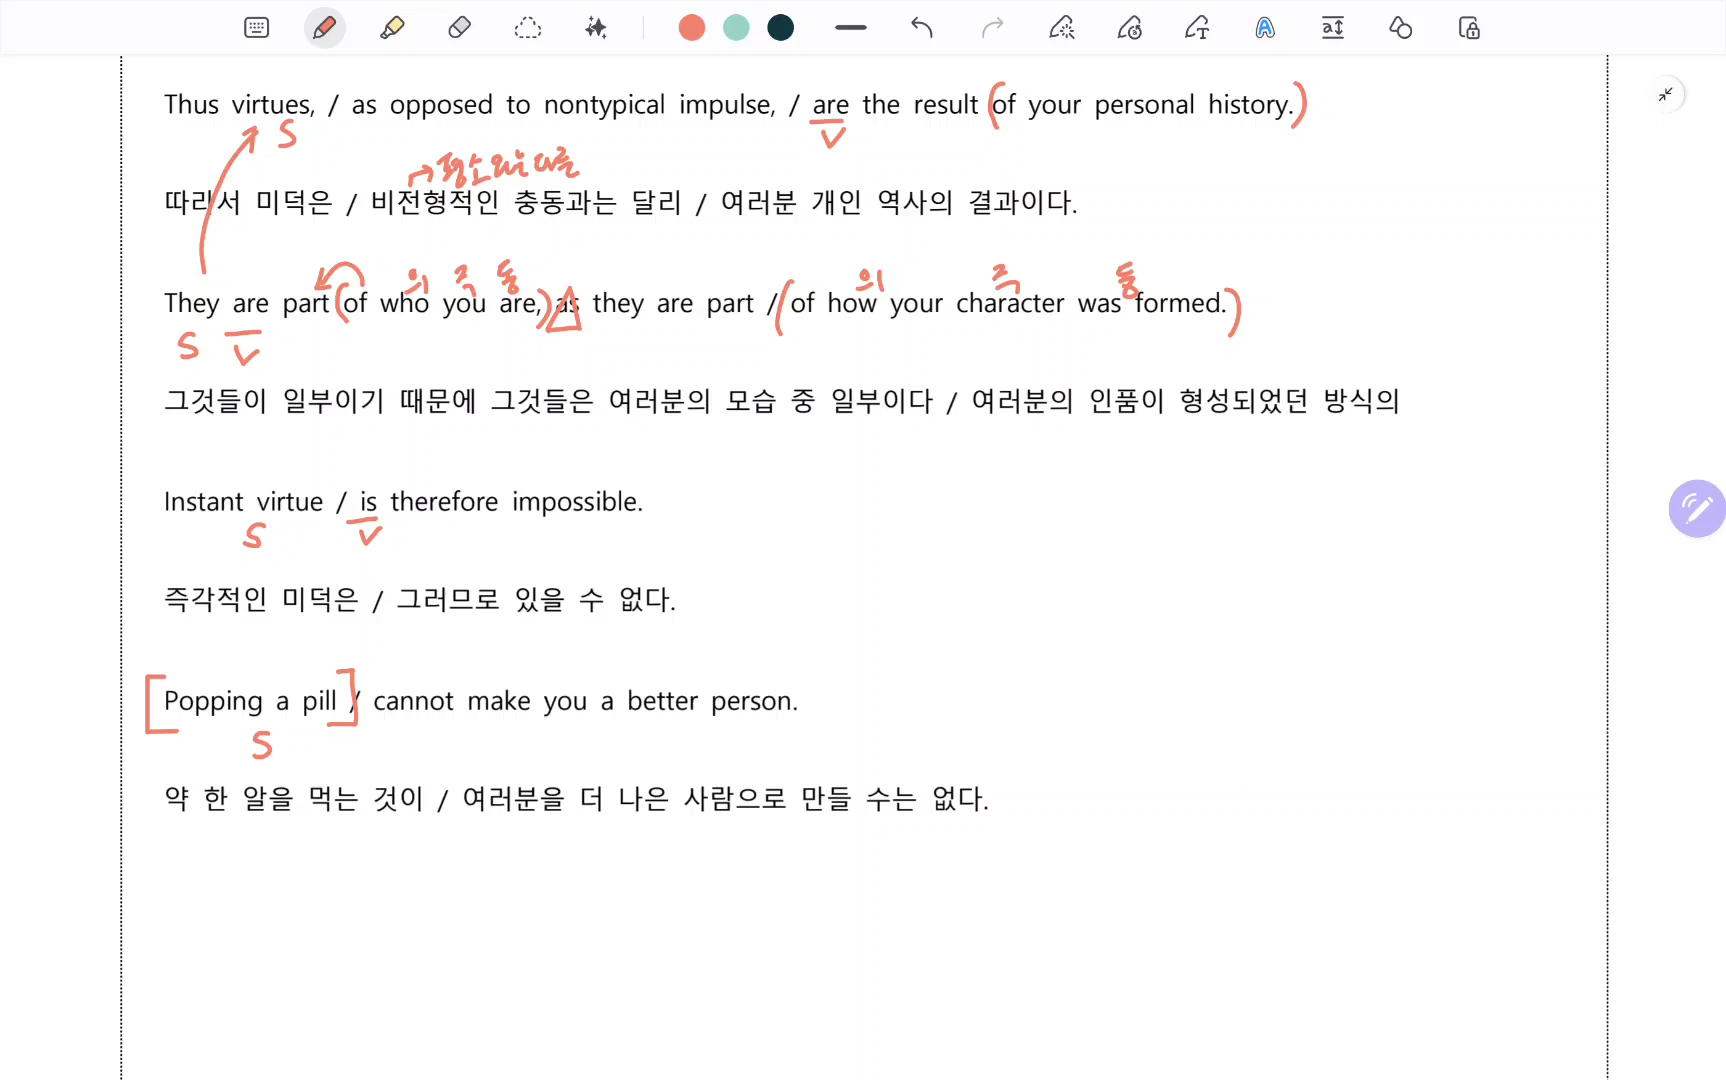 Thus virtues, / as opposed to nontypical impulse, / are the result (of your personal history.)
S V
→평소와는 다른
따라서 미덕은 / 비전형적인 충동과는 달리 / 여러분 개인 역사의 결과이다.
의 주 동 의 주 동
They are part (of who you are,) as they are part / (of how your character was formed.)
S V
그것들이 일부이기 때문에 그것들은 여러분의 모습 중 일부이다 / 여러분의 인품이 형성되었던 방식의
Instant virtue / is therefore impossible.
S V
즉각적인 미덕은 / 그러므로 있을 수 없다.
[Popping a pill] / cannot make you a better person.
S
약 한 알을 먹는 것이 / 여러분을 더 나은 사람으로 만들 수는 없다.